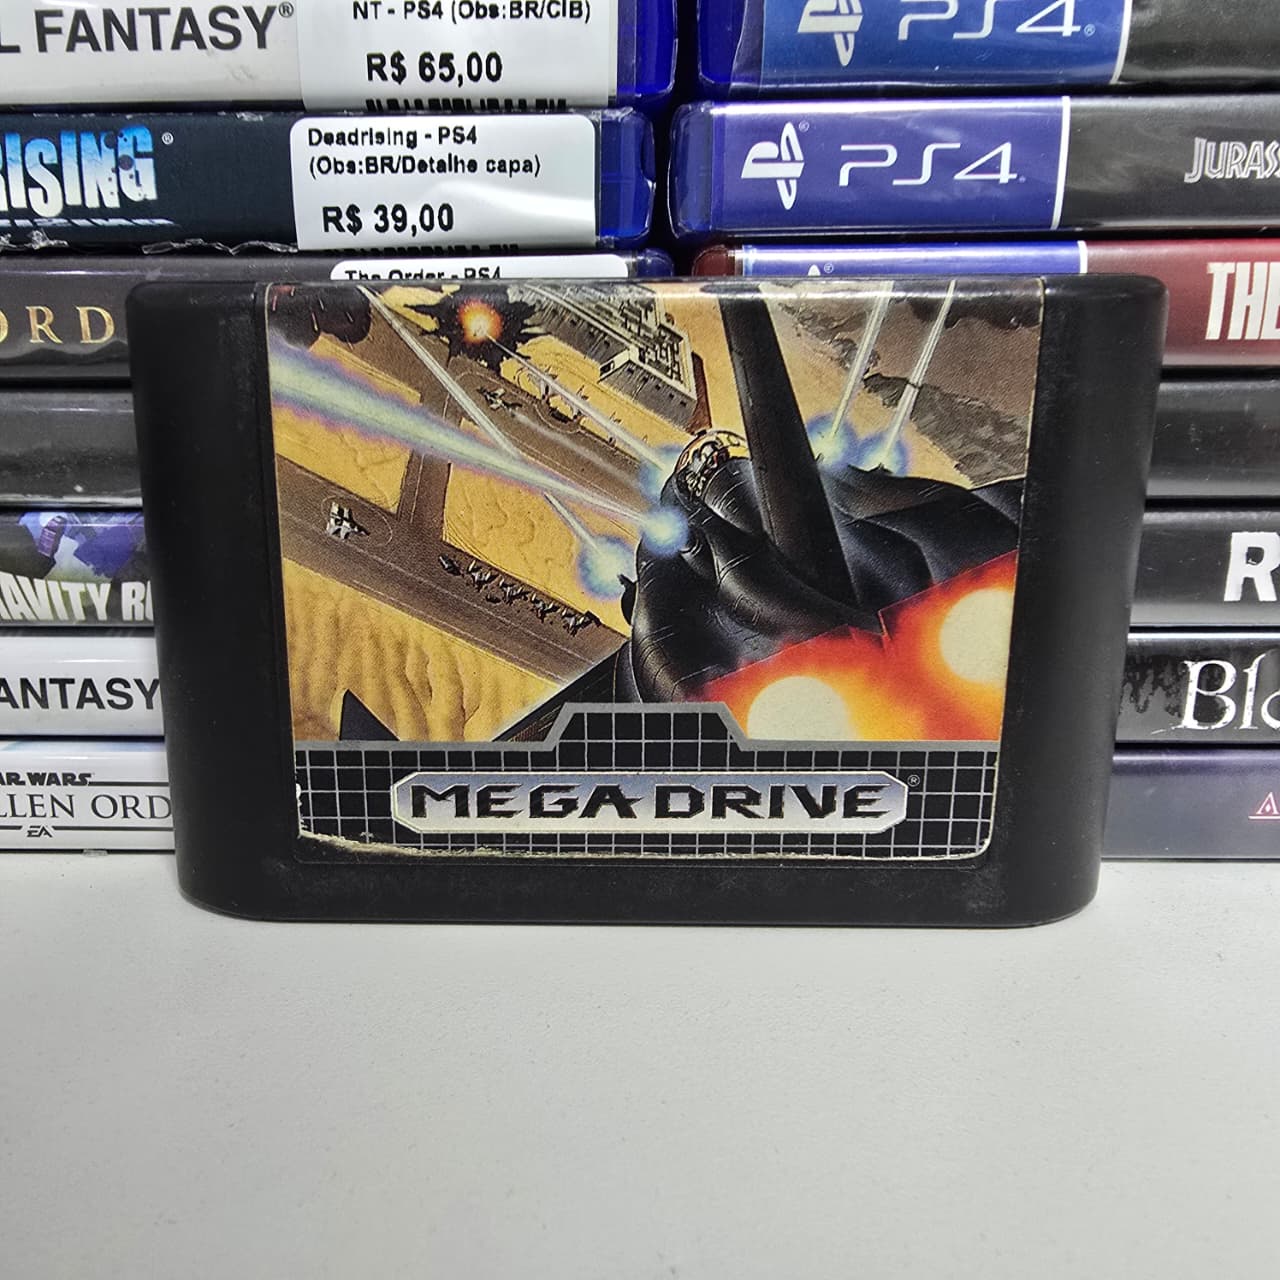 L FANTASY®
NT - PS4 (Obs:BR/CIB)
R$ 65,00
PS4
RISING®
Deadrising - PS4
(Obs:BR/Detalhe capa)
R$ 39,00
PS4
JURASS
ORD
The Order - PS4
THE
AVITY R
R
ANTASY
Blo
AR WARS
LLEN ORD
EA
MEGA DRIVE®